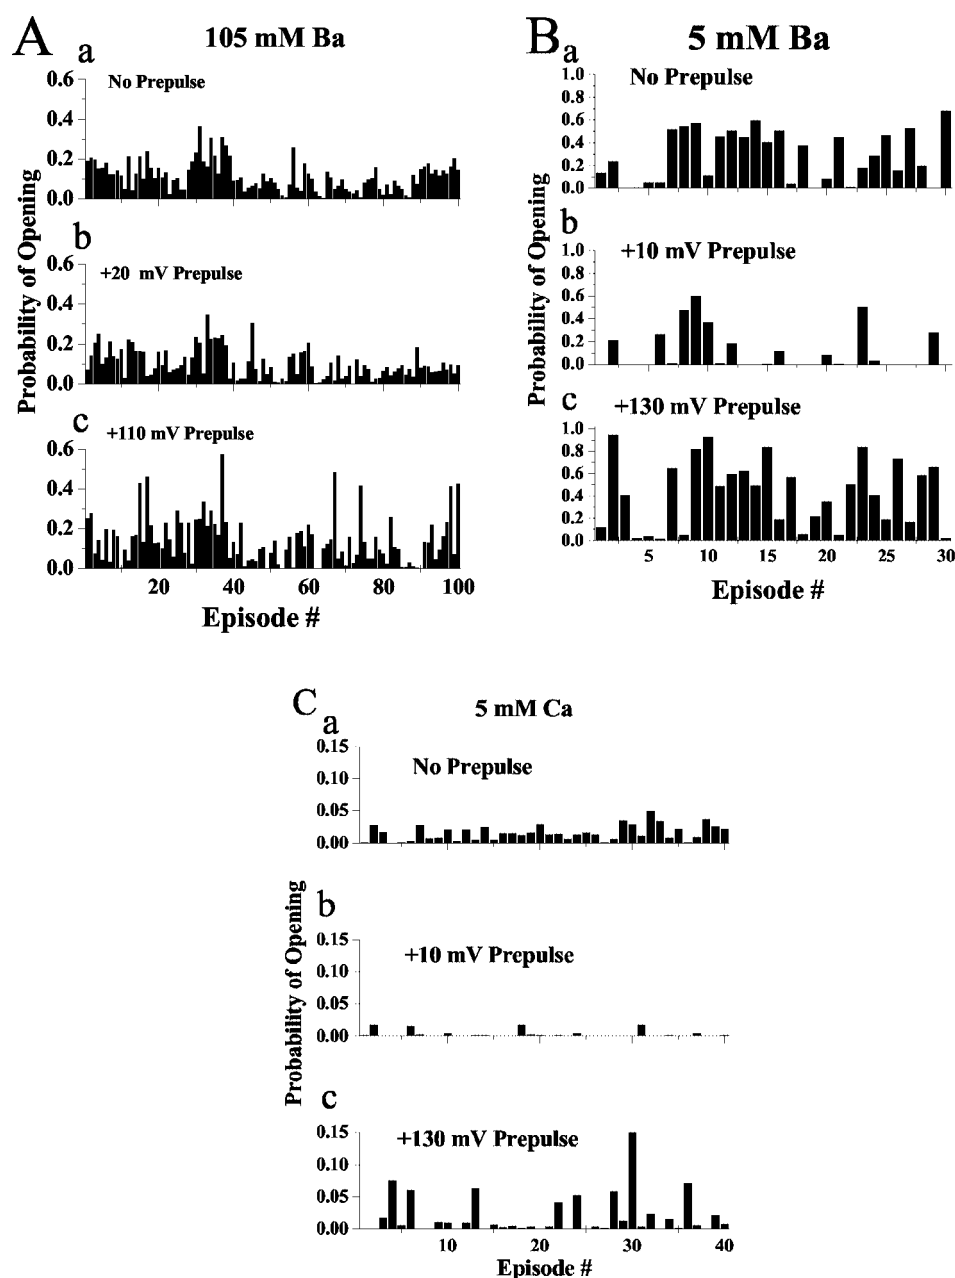 A
a
105 mM Ba
No Prepulse
0.6
0.4
0.2
0.0
b
+20 mV Prepulse
0.6
0.4
0.2
0.0
c
+110 mV Prepulse
0.6
0.4
0.2
0.0
20 40 60 80 100
Episode #
Probability of Opening
B
a
5 mM Ba
No Prepulse
1.0
0.8
0.6
0.4
0.2
0.0
b
+10 mV Prepulse
1.0
0.8
0.6
0.4
0.2
0.0
c
+130 mV Prepulse
1.0
0.8
0.6
0.4
0.2
0.0
5 10 15 20 25 30
Episode #
Probability of Opening
C
a
5 mM Ca
No Prepulse
0.15
0.10
0.05
0.00
b
+10 mV Prepulse
0.15
0.10
0.05
0.00
c
+130 mV Prepulse
0.15
0.10
0.05
0.00
10 20 30 40
Episode #
Probability of Opening